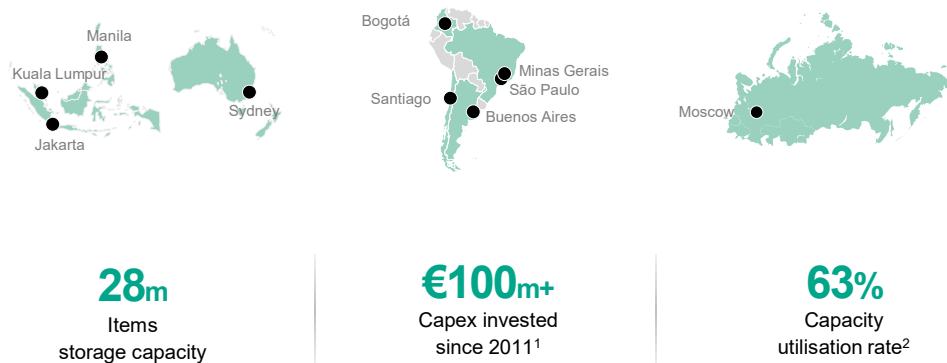 Manila
Kuala Lumpur
Jakarta
Sydney
Bogotá
Minas Gerais
São Paulo
Santiago
Buenos Aires
Moscow
28m
Items
storage capacity
€100m+
Capex invested
since 2011¹
63%
Capacity
utilisation rate²